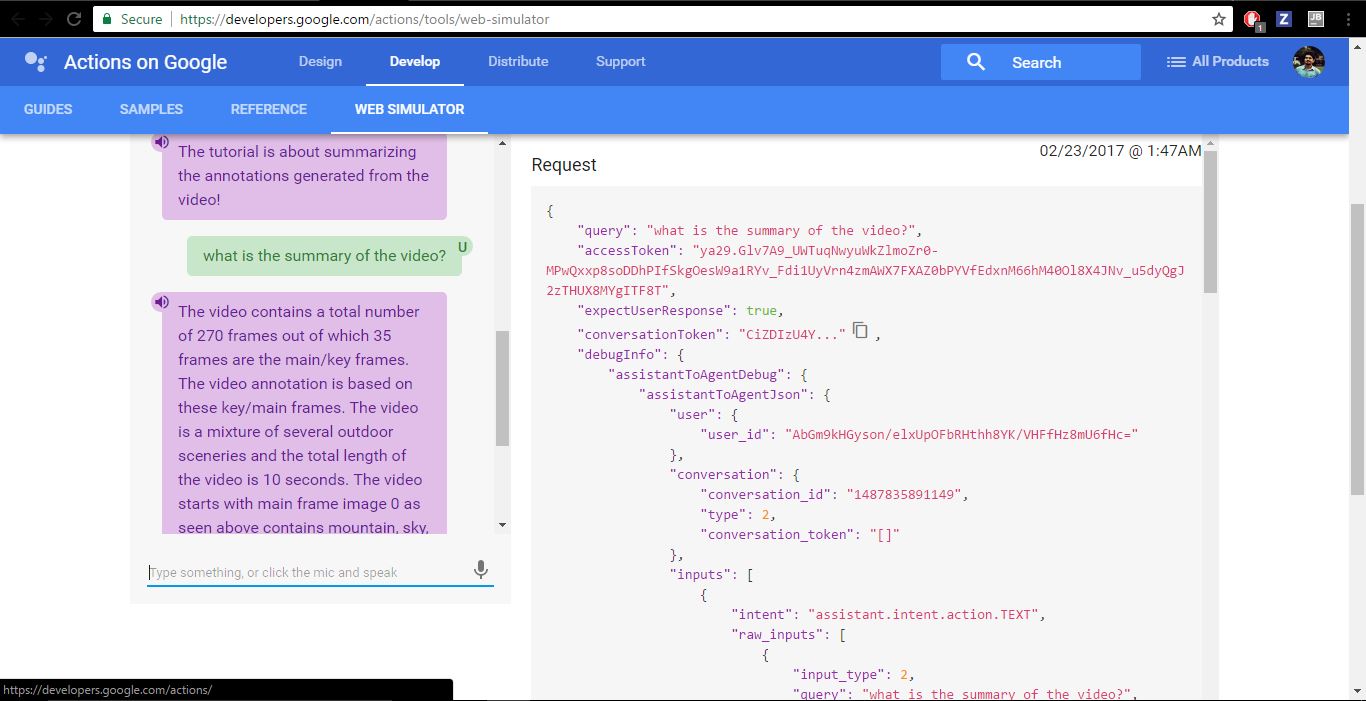 Secure
https://developers.google.com/actions/tools/web-simulator
1
Z
JB
Actions on Google
Design
Develop
Distribute
Support
Search
All Products
GUIDES
SAMPLES
REFERENCE
WEB SIMULATOR
The tutorial is about summarizing
the annotations generated from the
video!
what is the summary of the video?
U
The video contains a total number
of 270 frames out of which 35
frames are the main/key frames.
The video annotation is based on
these key/main frames. The video
is a mixture of several outdoor
sceneries and the total length of
the video is 10 seconds. The video
starts with main frame image 0 as
seen above contains mountain, sky,
Type something, or click the mic and speak
02/23/2017 @ 1:47AM
Request
{
"query": "what is the summary of the video?",
"accessToken": "ya29.Glv7A9_UWTuqNwyuWkZlmoZr0-
MPwQxxp8soDDhPIfSkgOesW9a1RYv_Fdi1UyVrn4zmAWX7FXAZ0bPYVfEdxnM66hM40Ol8X4JNv_u5dyQgJ
2zTHUX8MYgITF8T",
"expectUserResponse": true,
"conversationToken": "CiZDIzU4Y..." ,
"debugInfo": {
"assistantToAgentDebug": {
"assistantToAgentJson": {
"user": {
"user_id": "AbGm9kHGyson/elxUpOFbRHthh8YK/VHFfHz8mU6fHc="
},
"conversation": {
"conversation_id": "1487835891149",
"type": 2,
"conversation_token": "[]"
},
"inputs": [
{
"intent": "assistant.intent.action.TEXT",
"raw_inputs": [
{
"input_type": 2,
"query": "what is the summary of the video?",
https://developers.google.com/actions/